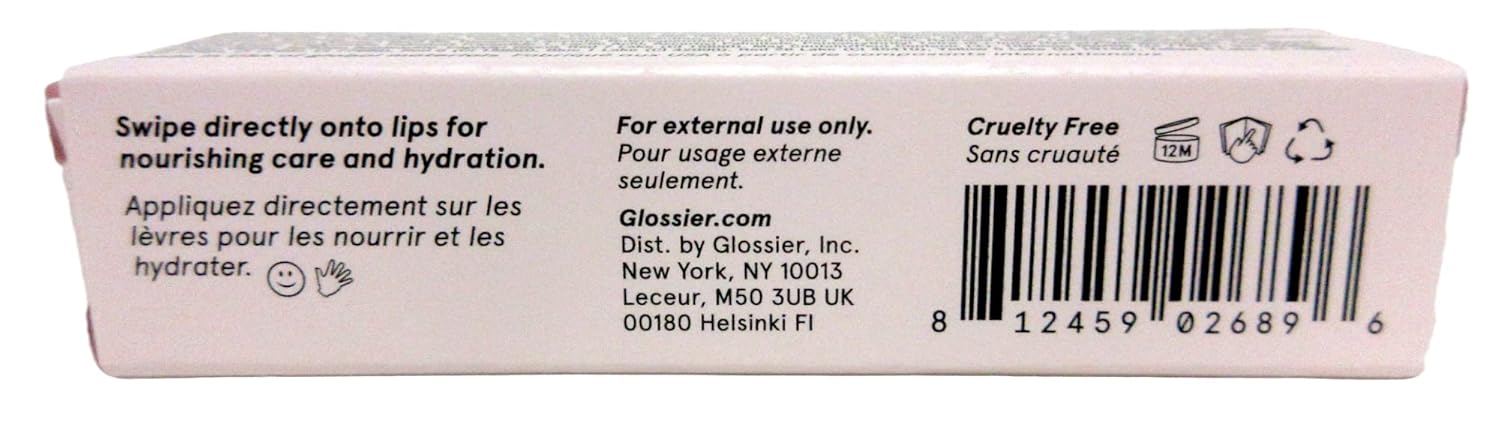 Swipe directly onto lips for
nourishing care and hydration.
Appliquez directement sur les
lèvres pour les nourrir et les
hydrater.
For external use only.
Pour usage externe
seulement.
Glossier.com
Dist. by Glossier, Inc.
New York, NY 10013
Leceur, M50 3UB UK
00180 Helsinki FI
Cruelty Free
Sans cruauté
12M
8 12459 02689 6